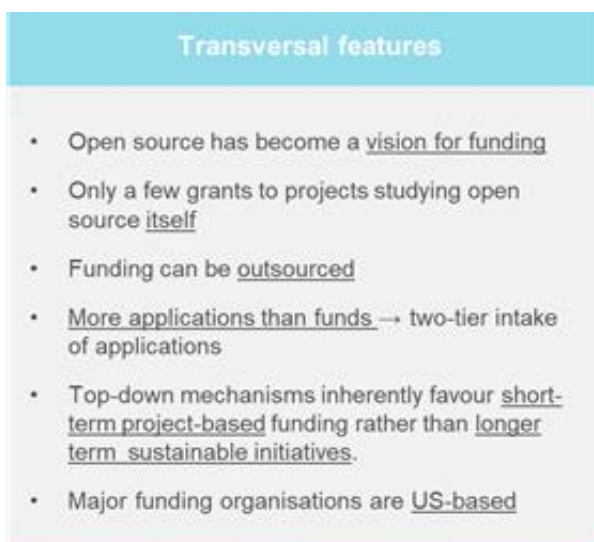 Transversal features
• Open source has become a vision for funding
• Only a few grants to projects studying open
source itself
• Funding can be outsourced
• More applications than funds → two-tier intake
of applications
• Top-down mechanisms inherently favour short-
term project-based funding rather than longer
term sustainable initiatives.
• Major funding organisations are US-based